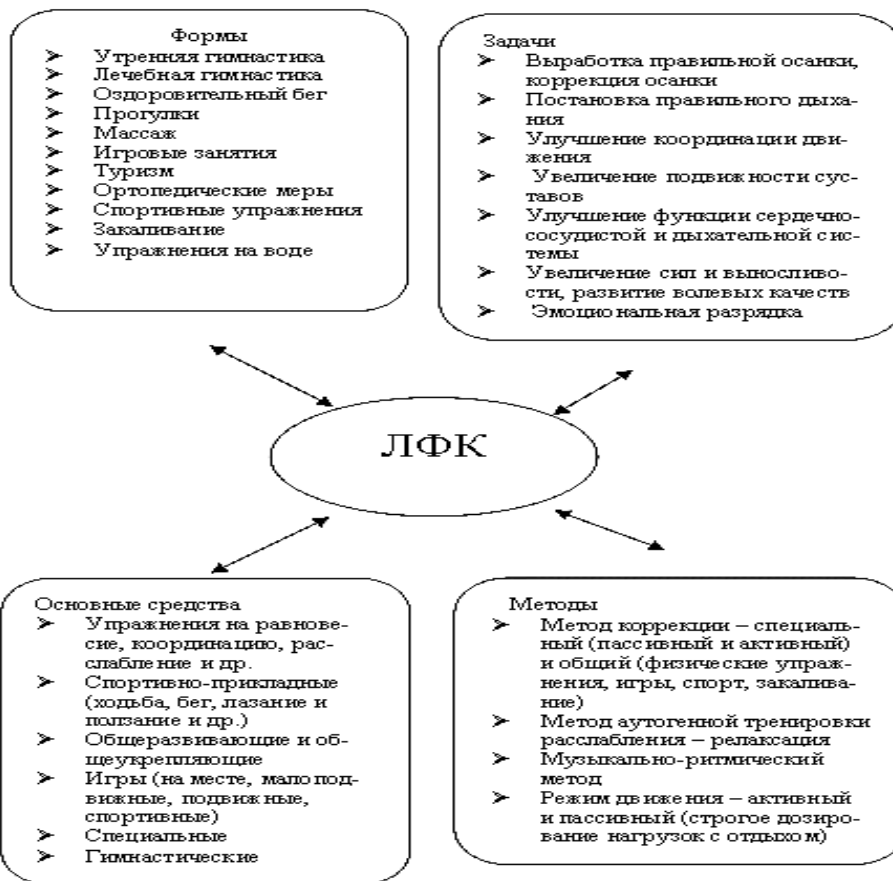 Формы
➤ Утренняя гимнастика
➤ Лечебная гимнастика
➤ Оздоровительный бег
➤ Прогулки
➤ Массаж
➤ Игровые занятия
➤ Туризм
➤ Ортопедические меры
➤ Спортивные упражнения
➤ Закаливание
➤ Упражнения на воде
Задачи
➤ Выработка правильной осанки,
коррекция осанки
➤ Постановка правильного дыха-
ния
➤ Улучшение координации дви-
жения
➤ Увеличение подвижности сус-
тавов
➤ Улучшение функции сердечно-
сосудистой и дыхательной сис-
темы
➤ Увеличение сил и выносливо-
сти, развитие волевых качеств
➤ Эмоциональная разрядка
ЛФК
Основные средства
➤ Упражнения на равнове-
сие, координацию, рас-
слабление и др.
➤ Спортивно-прикладные
(ходьба, бег, лазание и
ползание и др.)
➤ Общеразвивающие и об-
щеукрепляющие
➤ Игры (на месте, малопод-
вижные, подвижные,
спортивные)
➤ Специальные
➤ Гимнастические
Методы
➤ Метод коррекции – специаль-
ный (пассивный и активный)
и общий (физические упраж-
нения, игры, спорт, закалива-
ние)
➤ Метод аутогенной тренировки
расслабления – релаксация
➤ Музыкально-ритмический
метод
➤ Режим движения – активный
и пассивный (строгое дозиро-
вание нагрузок с отдыхом)